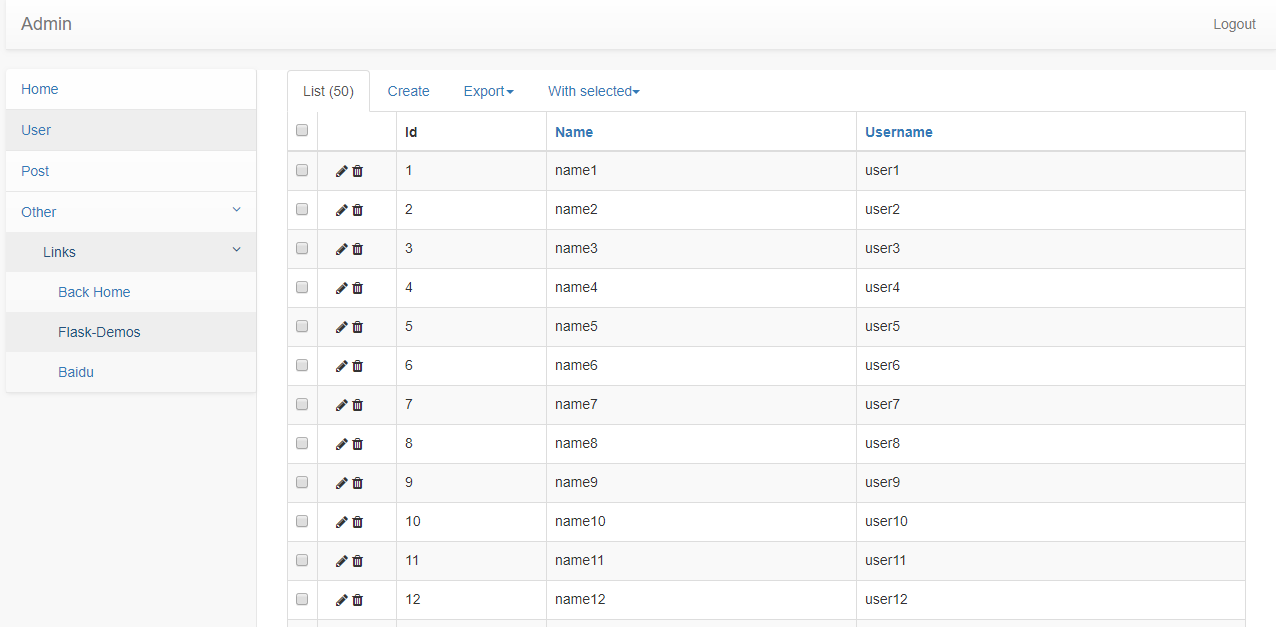 Admin
Logout
Home
User
Post
Other
Links
Back Home
Flask-Demos
Baidu
List (50) Create Export With selected
Id Name Username
1 name1 user1
2 name2 user2
3 name3 user3
4 name4 user4
5 name5 user5
6 name6 user6
7 name7 user7
8 name8 user8
9 name9 user9
10 name10 user10
11 name11 user11
12 name12 user12